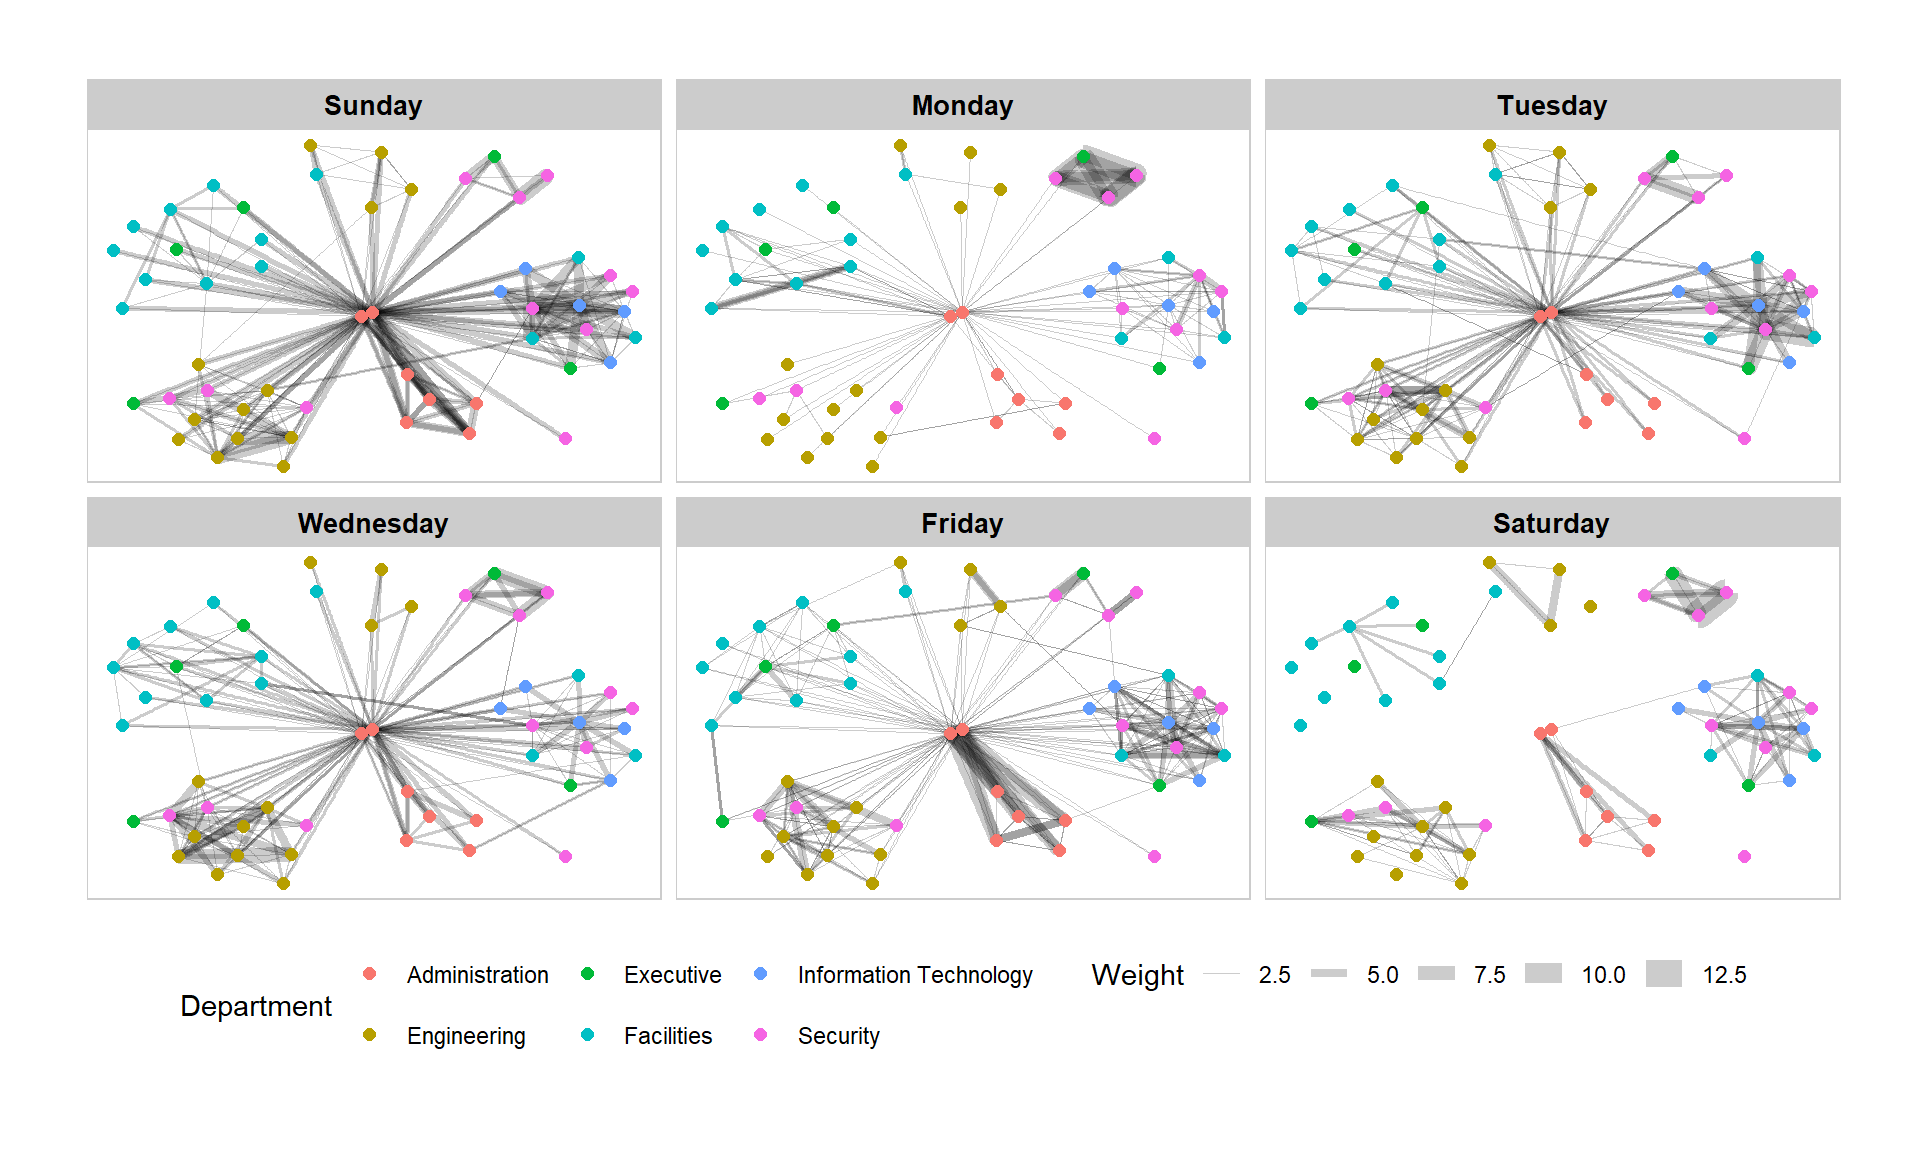 Sunday
Monday
Tuesday
Wednesday
Friday
Saturday
Department
Administration
Executive
Information Technology
Engineering
Facilities
Security
Weight
2.5
5.0
7.5
10.0
12.5